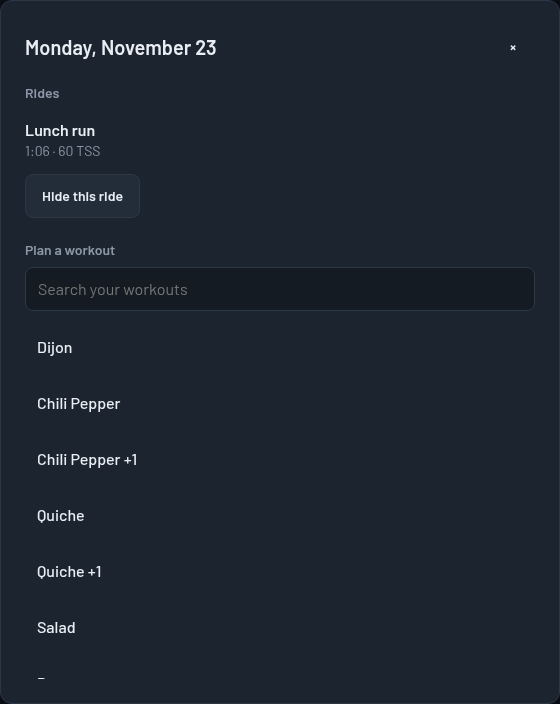 Monday, November 23
×
Rides
Lunch run
1:06 · 60 TSS
Hide this ride
Plan a workout
Search your workouts
Dijon
Chili Pepper
Chili Pepper +1
Quiche
Quiche +1
Salad